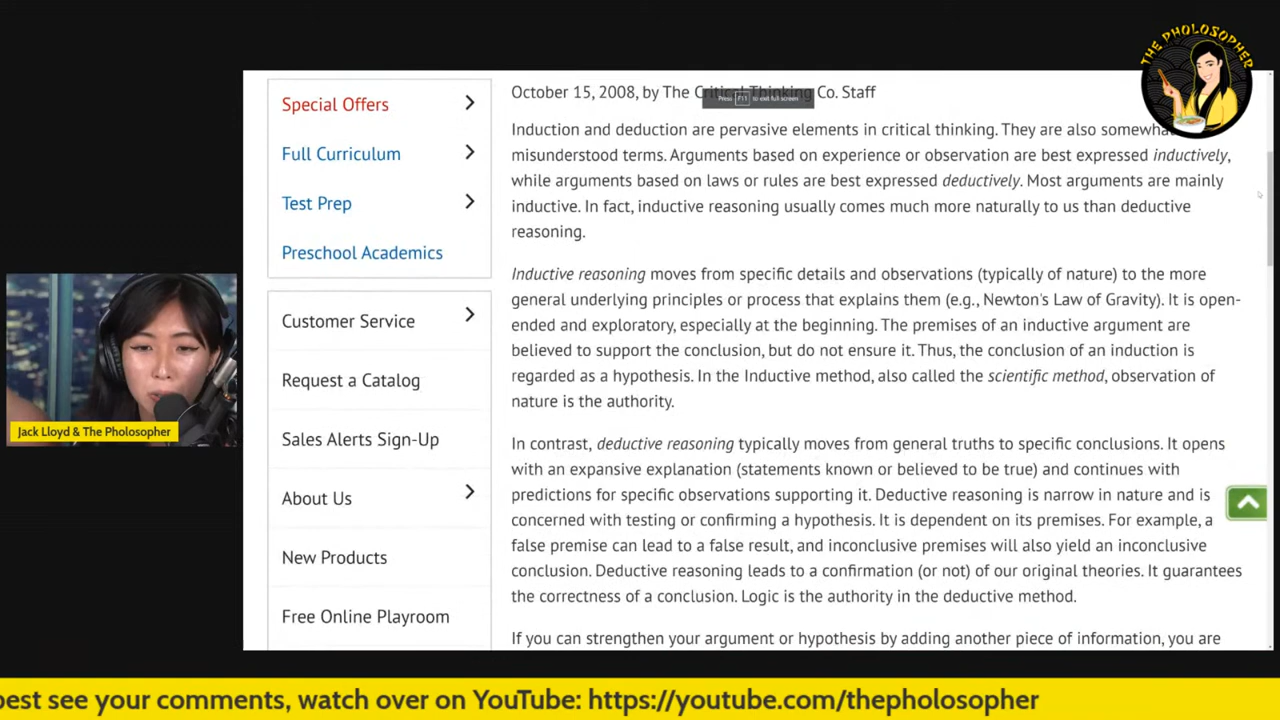 THE PHOLOSOPHER
Special Offers
Full Curriculum
Test Prep
Preschool Academics
Customer Service
Request a Catalog
Sales Alerts Sign-Up
About Us
New Products
Free Online Playroom
October 15, 2008, by The Critical Thinking Co. Staff
Press F11 to exit full screen
Induction and deduction are pervasive elements in critical thinking. They are also somewhat
misunderstood terms. Arguments based on experience or observation are best expressed inductively,
while arguments based on laws or rules are best expressed deductively. Most arguments are mainly
inductive. In fact, inductive reasoning usually comes much more naturally to us than deductive
reasoning.
Inductive reasoning moves from specific details and observations (typically of nature) to the more
general underlying principles or process that explains them (e.g., Newton's Law of Gravity). It is open-
ended and exploratory, especially at the beginning. The premises of an inductive argument are
believed to support the conclusion, but do not ensure it. Thus, the conclusion of an induction is
regarded as a hypothesis. In the Inductive method, also called the scientific method, observation of
nature is the authority.
In contrast, deductive reasoning typically moves from general truths to specific conclusions. It opens
with an expansive explanation (statements known or believed to be true) and continues with
predictions for specific observations supporting it. Deductive reasoning is narrow in nature and is
concerned with testing or confirming a hypothesis. It is dependent on its premises. For example, a
false premise can lead to a false result, and inconclusive premises will also yield an inconclusive
conclusion. Deductive reasoning leads to a confirmation (or not) of our original theories. It guarantees
the correctness of a conclusion. Logic is the authority in the deductive method.
If you can strengthen your argument or hypothesis by adding another piece of information, you are
Jack Lloyd & The Pholosopher
best see your comments, watch over on YouTube: https://youtube.com/thepholosopher